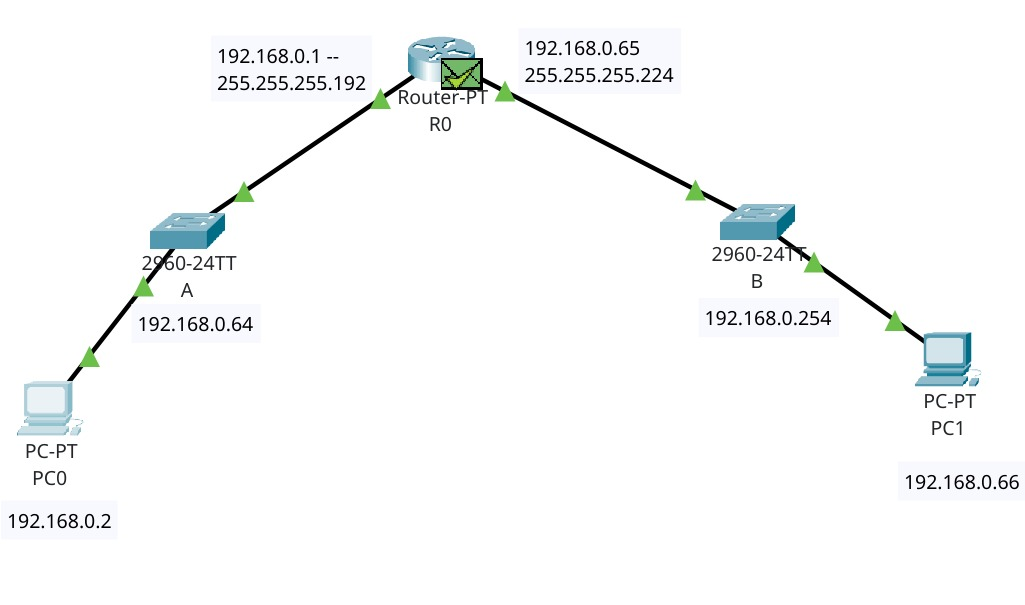 192.168.0.1 --
255.255.255.192
192.168.0.65
255.255.255.224
Router-PT
R0
2960-24TT
A
192.168.0.64
2960-24TT
B
192.168.0.254
PC-PT
PC0
192.168.0.2
PC-PT
PC1
192.168.0.66